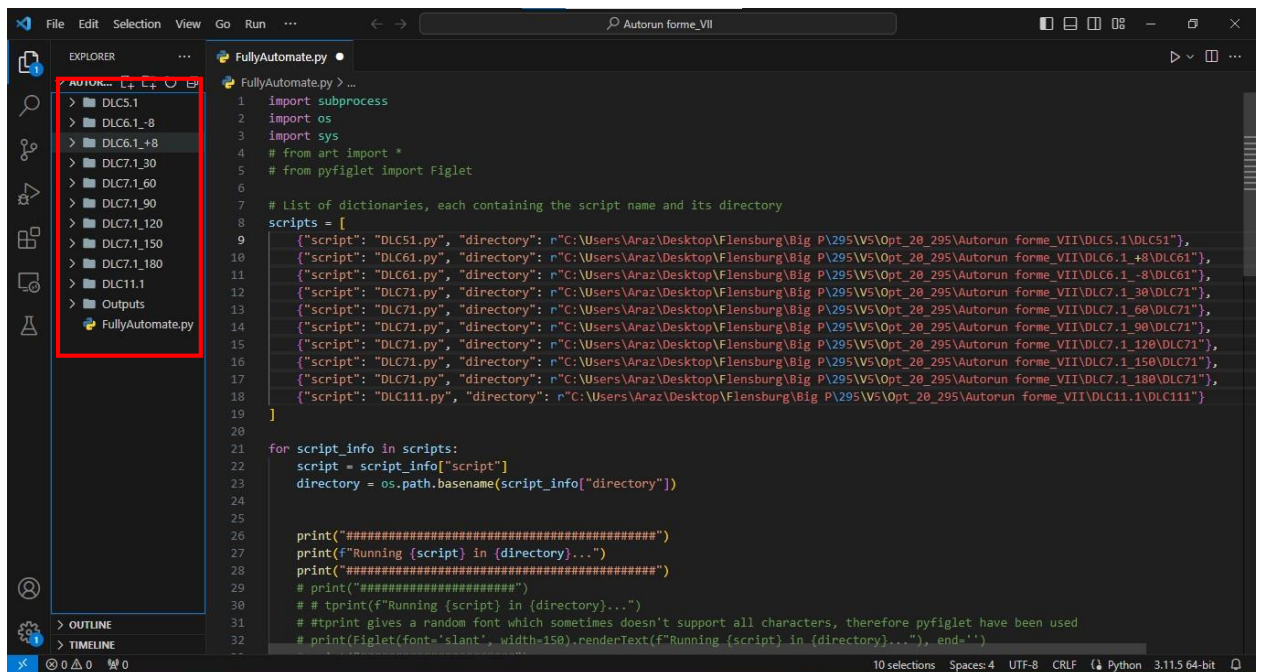 File Edit Selection View Go Run ...
Autorun forme_VII
EXPLORER
FullyAutomate.py
FullyAutomate.py > ...
DLC5.1
DLC6.1_-8
DLC6.1_+8
DLC7.1_30
DLC7.1_60
DLC7.1_90
DLC7.1_120
DLC7.1_150
DLC7.1_180
DLC11.1
Outputs
FullyAutomate.py
OUTLINE
TIMELINE
1 import subprocess
2 import os
3 import sys
4 # from art import *
5 # from pyfiglet import Figlet
6
7 # List of dictionaries, each containing the script name and its directory
8 scripts = [
9 {"script": "DLC51.py", "directory": r"C:\Users\Araz\Desktop\Flensburg\Big P\295\V5\Opt_20_295\Autorun forme_VII\DLC5.1\DLC51"},
10 {"script": "DLC61.py", "directory": r"C:\Users\Araz\Desktop\Flensburg\Big P\295\V5\Opt_20_295\Autorun forme_VII\DLC6.1_+8\DLC61"},
11 {"script": "DLC61.py", "directory": r"C:\Users\Araz\Desktop\Flensburg\Big P\295\V5\Opt_20_295\Autorun forme_VII\DLC6.1_-8\DLC61"},
12 {"script": "DLC71.py", "directory": r"C:\Users\Araz\Desktop\Flensburg\Big P\295\V5\Opt_20_295\Autorun forme_VII\DLC7.1_30\DLC71"},
13 {"script": "DLC71.py", "directory": r"C:\Users\Araz\Desktop\Flensburg\Big P\295\V5\Opt_20_295\Autorun forme_VII\DLC7.1_60\DLC71"},
14 {"script": "DLC71.py", "directory": r"C:\Users\Araz\Desktop\Flensburg\Big P\295\V5\Opt_20_295\Autorun forme_VII\DLC7.1_90\DLC71"},
15 {"script": "DLC71.py", "directory": r"C:\Users\Araz\Desktop\Flensburg\Big P\295\V5\Opt_20_295\Autorun forme_VII\DLC7.1_120\DLC71"},
16 {"script": "DLC71.py", "directory": r"C:\Users\Araz\Desktop\Flensburg\Big P\295\V5\Opt_20_295\Autorun forme_VII\DLC7.1_150\DLC71"},
17 {"script": "DLC71.py", "directory": r"C:\Users\Araz\Desktop\Flensburg\Big P\295\V5\Opt_20_295\Autorun forme_VII\DLC7.1_180\DLC71"},
18 {"script": "DLC111.py", "directory": r"C:\Users\Araz\Desktop\Flensburg\Big P\295\V5\Opt_20_295\Autorun forme_VII\DLC11.1\DLC111"}
19 ]
20
21 for script_info in scripts:
22 script = script_info["script"]
23 directory = os.path.basename(script_info["directory"])
24
25
26 print("############################################")
27 print(f"Running {script} in {directory}...")
28 print("############################################")
29 # print("######################")
30 # # tprint(f"Running {script} in {directory}...")
31 # #tprint gives a random font which sometimes doesn't support all characters, therefore pyfiglet have been used
32 # print(Figlet(font='slant', width=150).renderText(f"Running {script} in {directory}..."), end='')
0 0 0 10 selections Spaces: 4 UTF-8 CRLF Python 3.11.5 64-bit